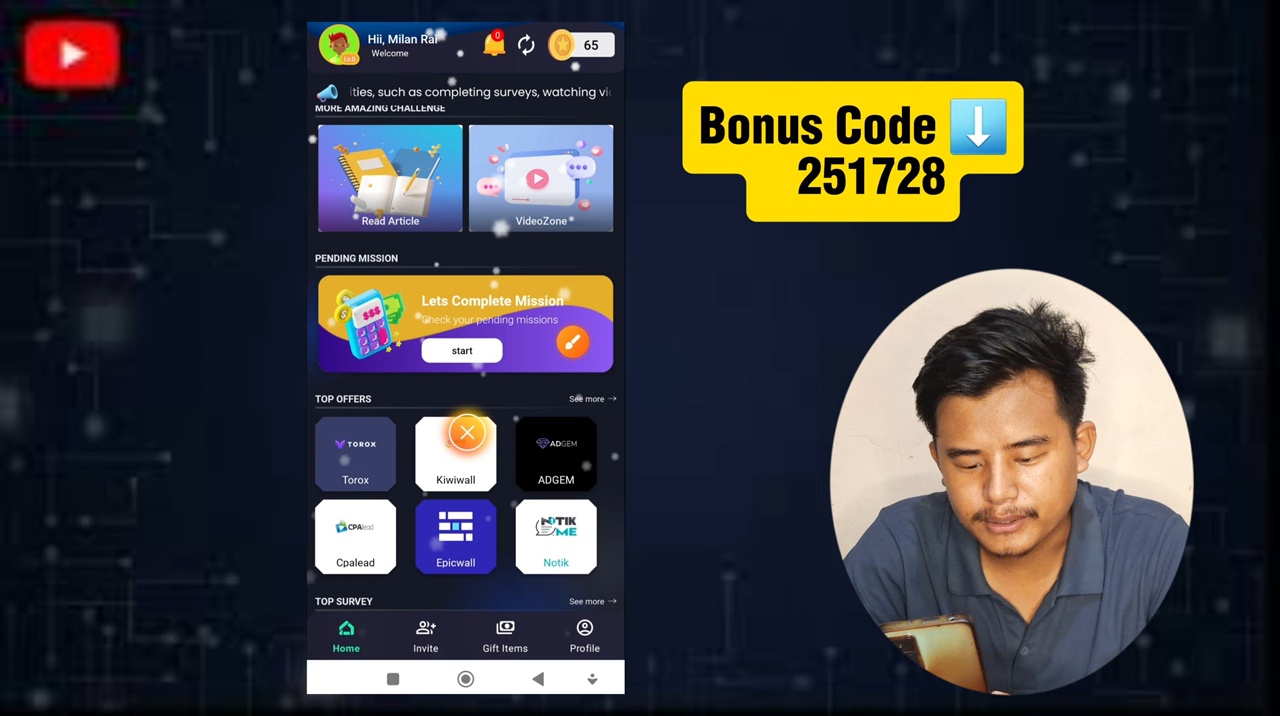 Hii, Milan Rai
Welcome
0
65
Lv.0
ities, such as completing surveys, watching vi
MORE AMAZING CHALLENGE
Read Article
VideoZone
PENDING MISSION
Lets Complete Mission
Check your pending missions
start
TOP OFFERS
See more →
TOROX
Torox
Kiwiwall
ADGEM
ADGEM
CPAlead
Cpalead
Epicwall
NOTIK
ME
Notik
TOP SURVEY
See more →
Home
Invite
Gift Items
Profile
Bonus Code ⬇️
251728